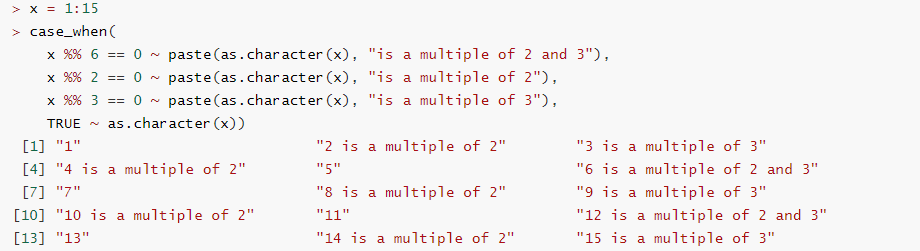 > x = 1:15
> case_when(
    x %% 6 == 0 ~ paste(as.character(x), "is a multiple of 2 and 3"),
    x %% 2 == 0 ~ paste(as.character(x), "is a multiple of 2"),
    x %% 3 == 0 ~ paste(as.character(x), "is a multiple of 3"),
    TRUE ~ as.character(x))
 [1] "1"                          "2 is a multiple of 2"       "3 is a multiple of 3"
 [4] "4 is a multiple of 2"       "5"                          "6 is a multiple of 2 and 3"
 [7] "7"                          "8 is a multiple of 2"       "9 is a multiple of 3"
[10] "10 is a multiple of 2"      "11"                         "12 is a multiple of 2 and 3"
[13] "13"                         "14 is a multiple of 2"      "15 is a multiple of 3"